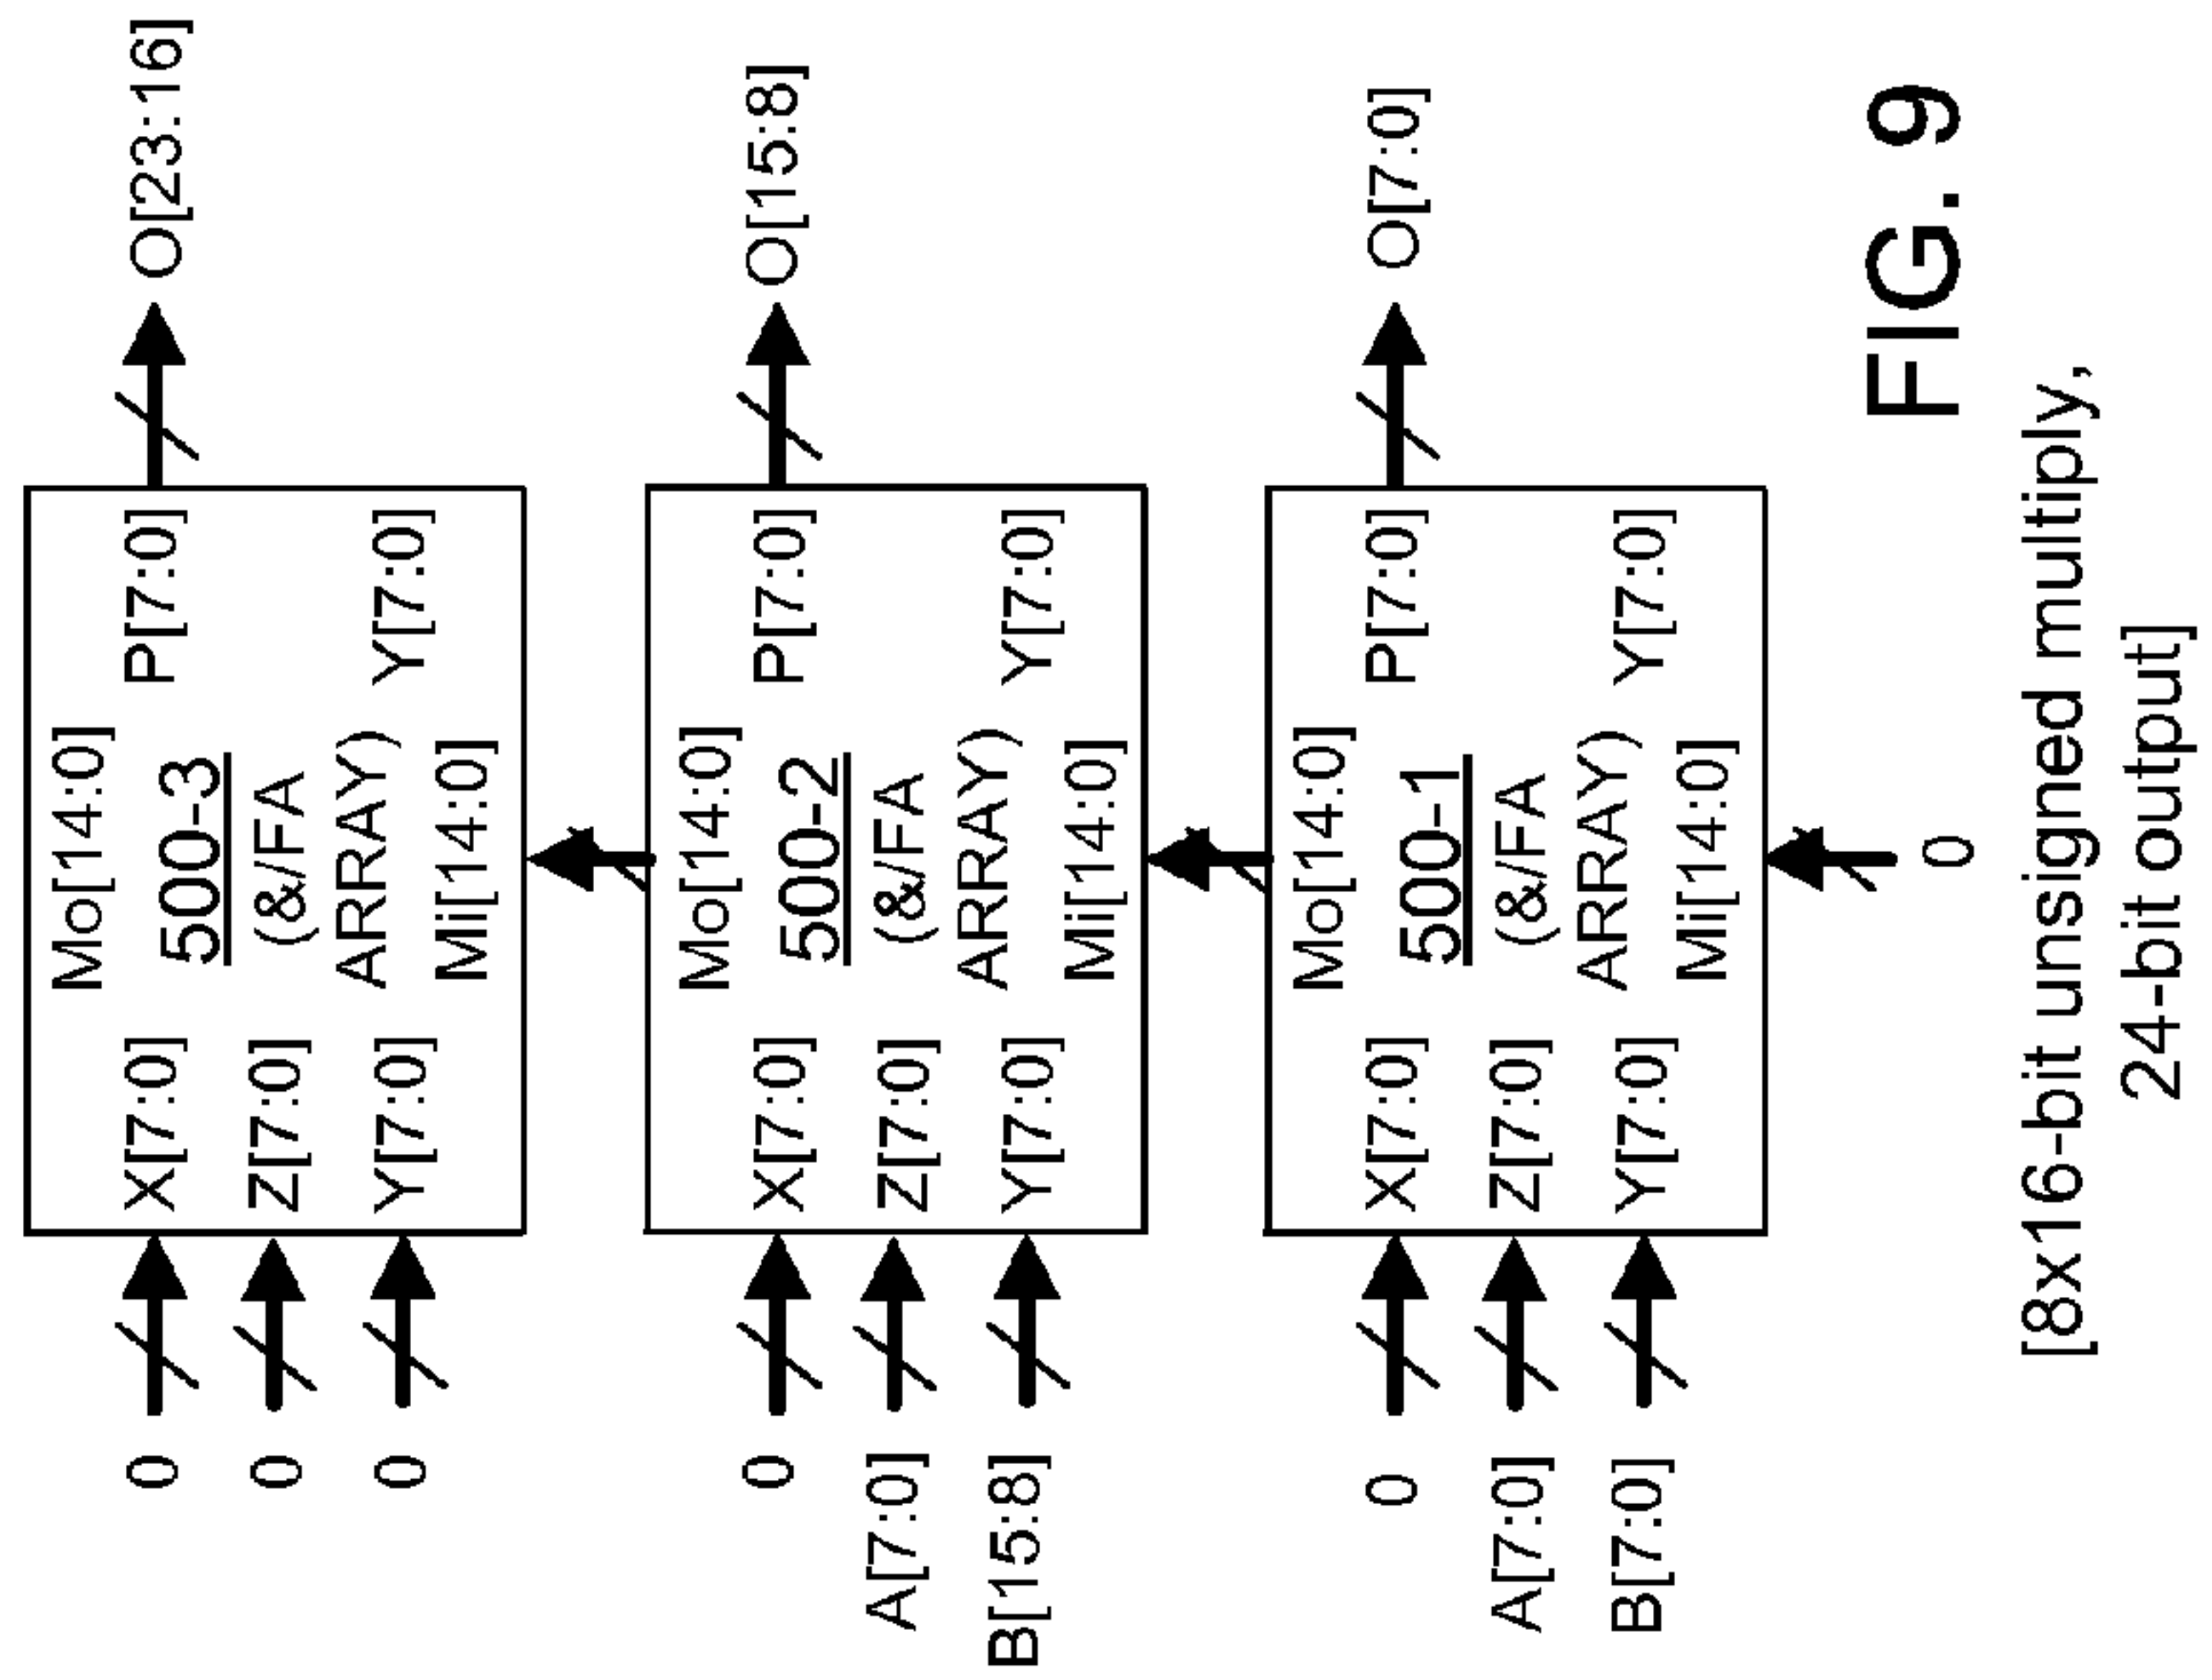 Mo[14:0]
0 X[7:0] 500-3 P[7:0] O[23:16]
0 Z[7:0] (&/FA
0 Y[7:0] ARRAY) Y[7:0]
Mi[14:0]
Mo[14:0]
0 X[7:0] 500-2 P[7:0] O[15:8]
A[7:0] Z[7:0] (&/FA
B[15:8] Y[7:0] ARRAY) Y[7:0]
Mi[14:0]
Mo[14:0]
0 X[7:0] 500-1 P[7:0] O[7:0]
A[7:0] Z[7:0] (&/FA
B[7:0] Y[7:0] ARRAY) Y[7:0]
Mi[14:0]
0
FIG. 9
[8x16-bit unsigned multiply,
24-bit output]